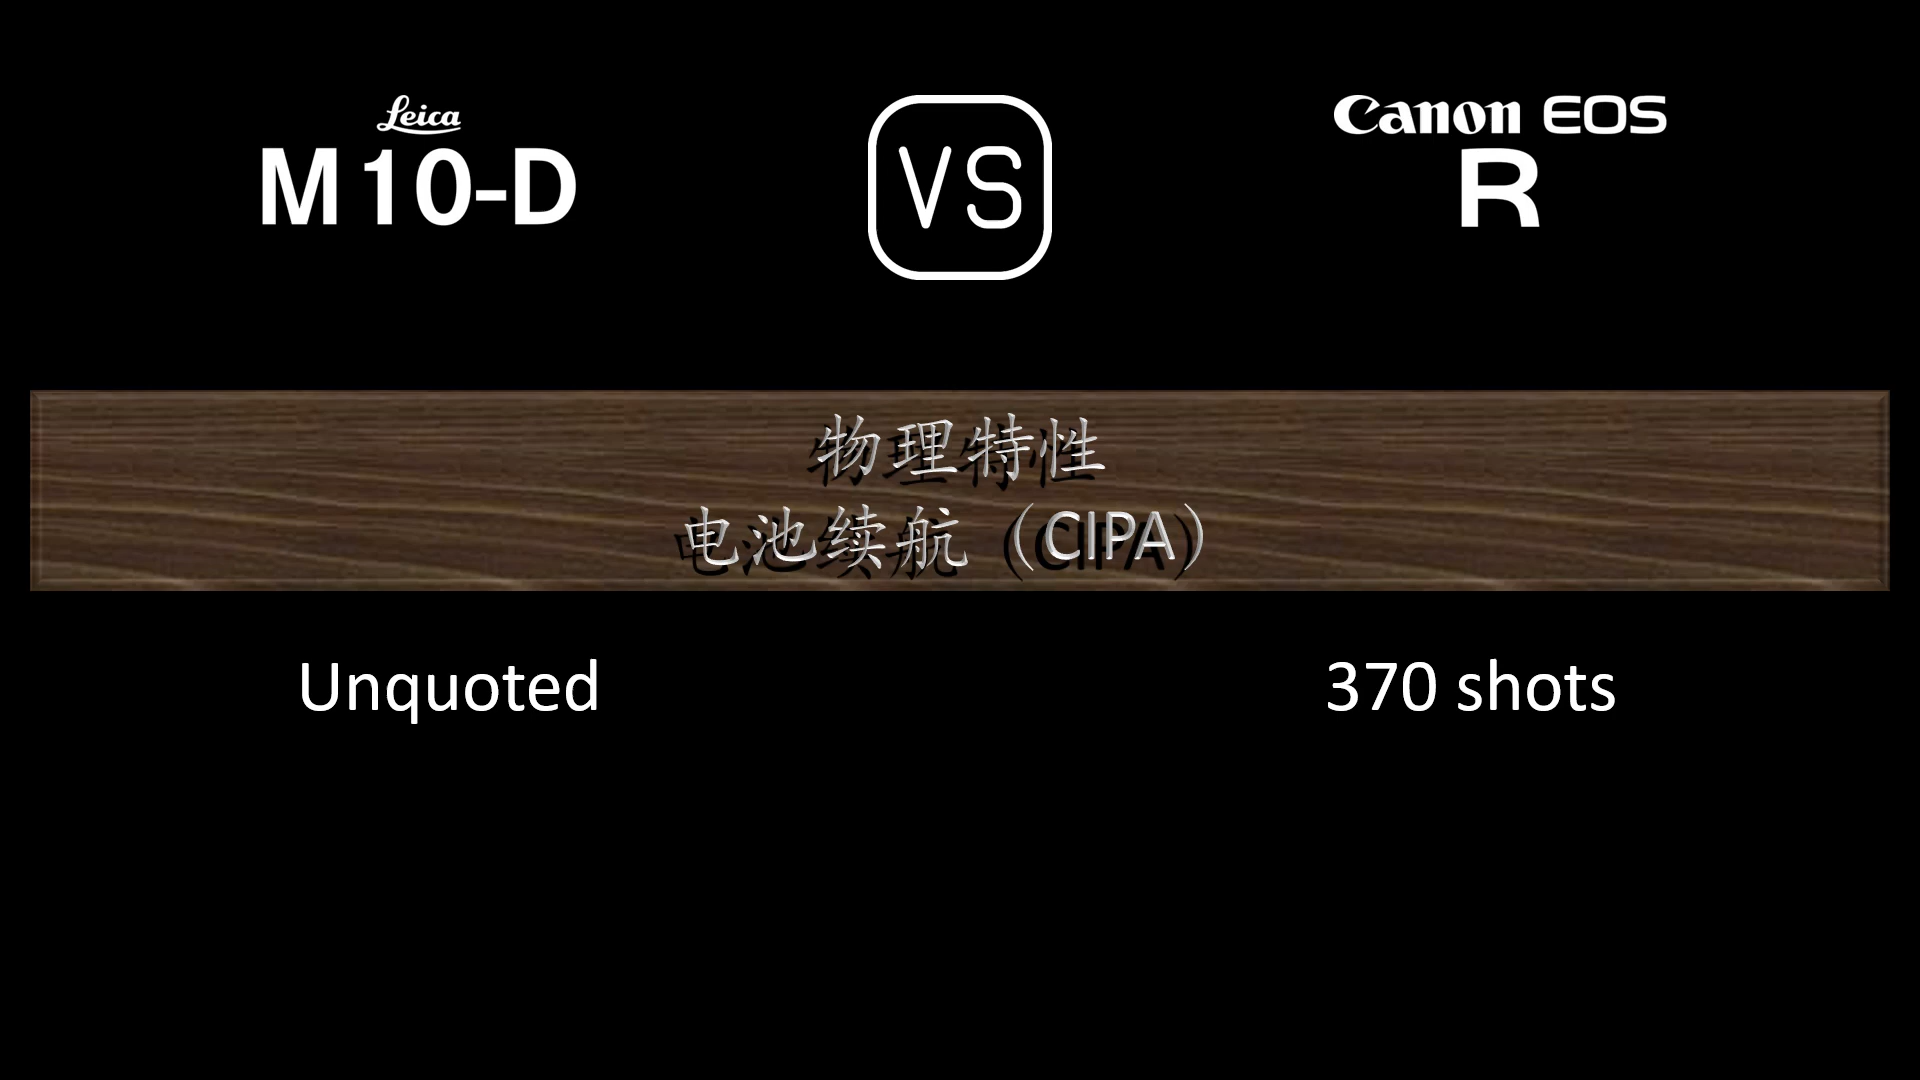 Leica
M10-D
VS
Canon EOS
R
物理特性
电池续航（CIPA）
Unquoted
370 shots